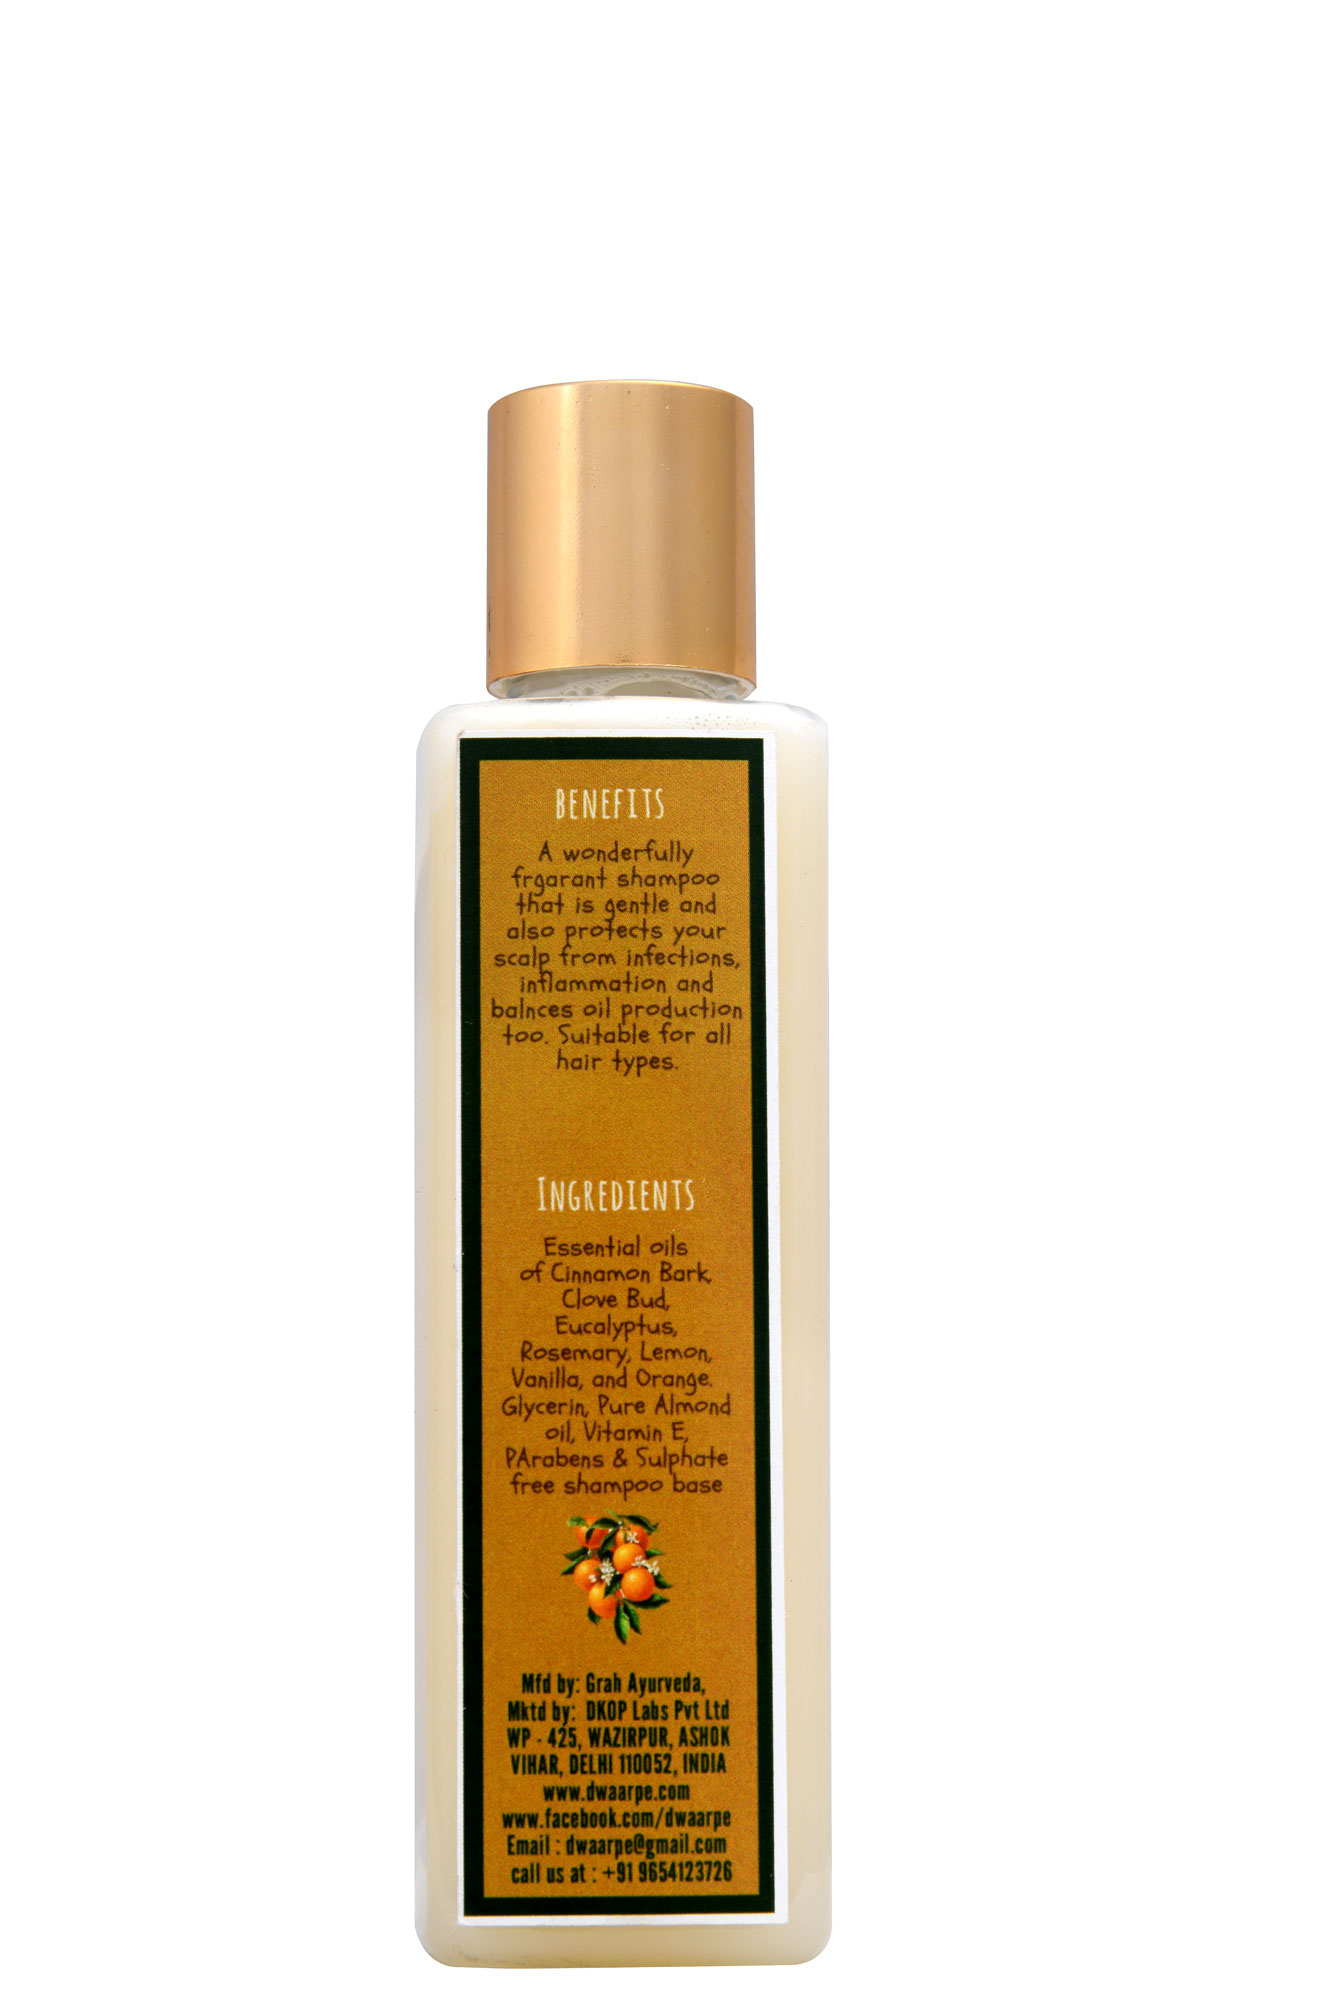 BENEFITS
A wonderfully
frgarant shampoo
that is gentle and
also protects your
scalp from infections,
inflammation and
balnces oil production
too. Suitable for all
hair types.
INGREDIENTS
Essential oils
of Cinnamon Bark,
Clove Bud,
Eucalyptus,
Rosemary, Lemon,
Vanilla, and Orange.
Glycerin, Pure Almond
oil, Vitamin E,
PArabens & Sulphate
free shampoo base
Mfd by: Grah Ayurveda,
Mktd by: DKOP Labs Pvt Ltd
WP - 425, WAZIRPUR, ASHOK
VIHAR, DELHI 110052, INDIA
www.dwaarpe.com
www.facebook.com/dwaarpe
Email : dwaarpe@gmail.com
call us at : +91 9654123726